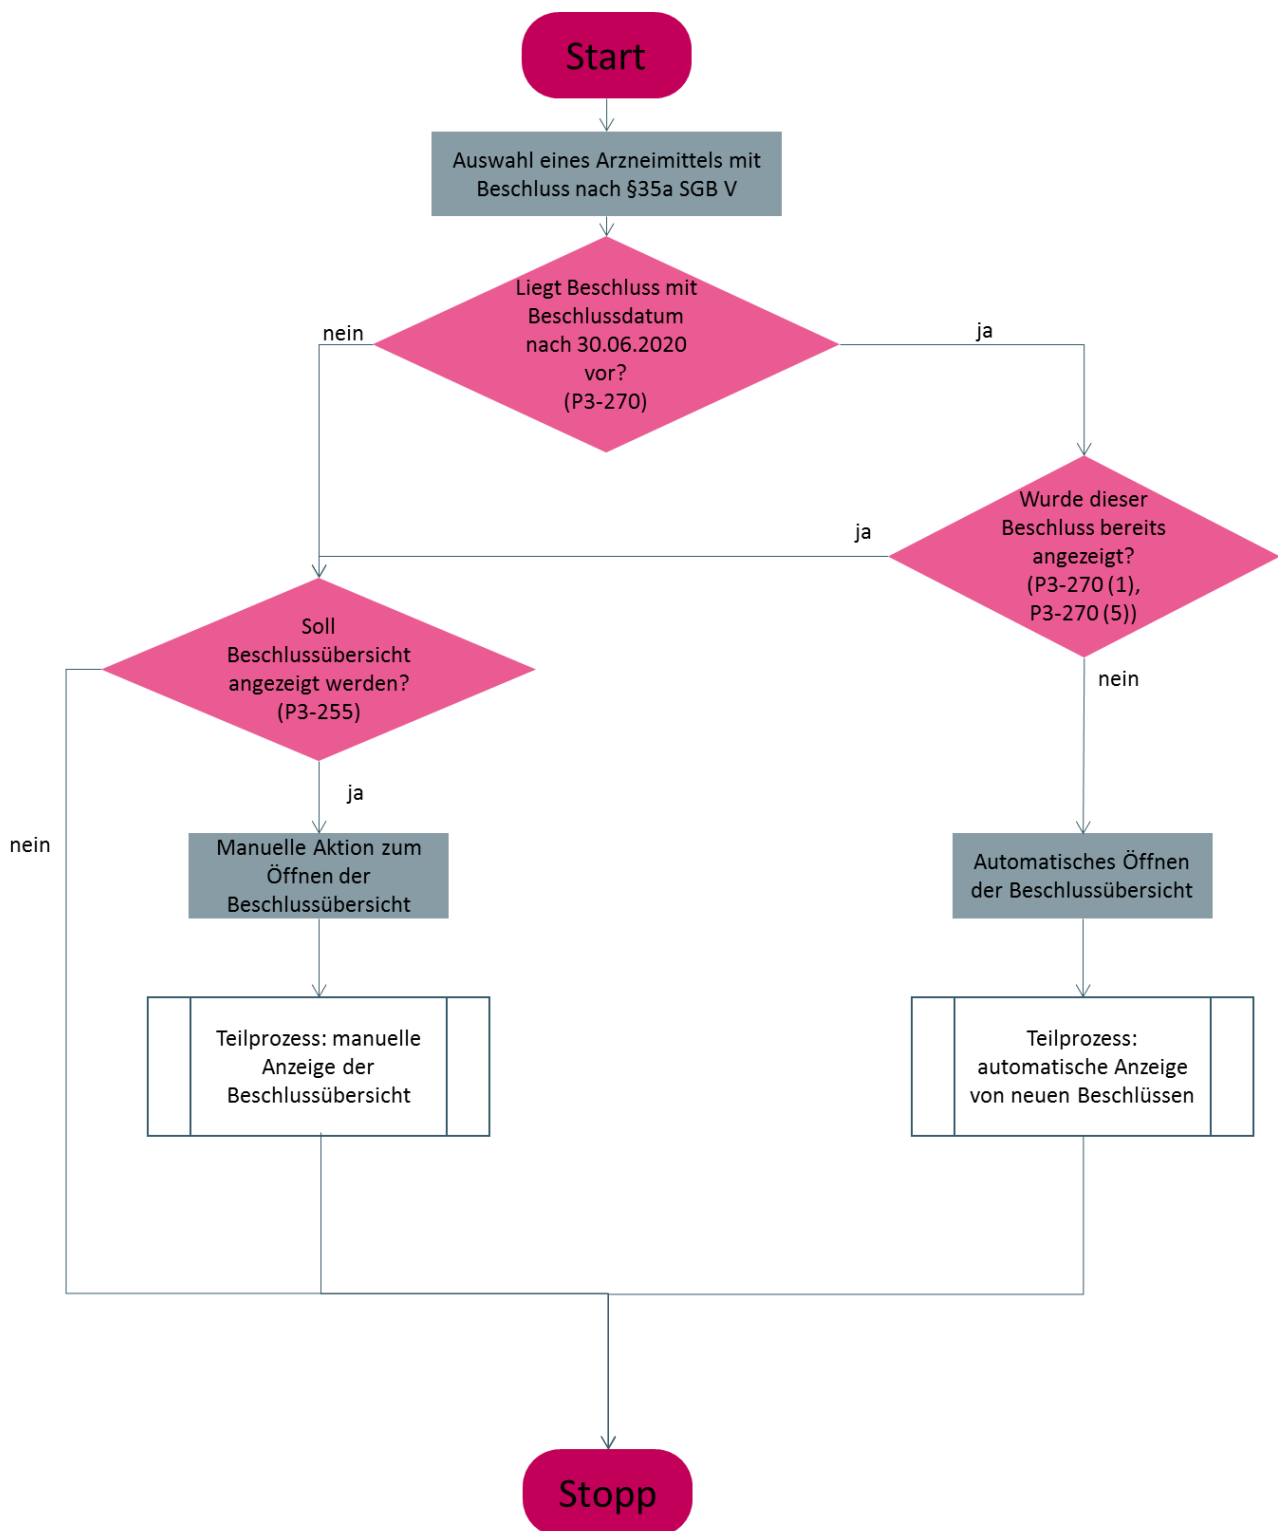 Start
Auswahl eines Arzneimittels mit
Beschluss nach §35a SGB V
Liegt Beschluss mit
Beschlussdatum
nach 30.06.2020
vor?
(P3-270)
nein
ja
Wurde dieser
Beschluss bereits
angezeigt?
(P3-270 (1),
P3-270 (5))
ja
nein
Soll
Beschlussübersicht
angezeigt werden?
(P3-255)
ja
nein
Manuelle Aktion zum
Öffnen der
Beschlussübersicht
Automatisches Öffnen
der Beschlussübersicht
Teilprozess: manuelle
Anzeige der
Beschlussübersicht
Teilprozess:
automatische Anzeige
von neuen Beschlüssen
Stopp